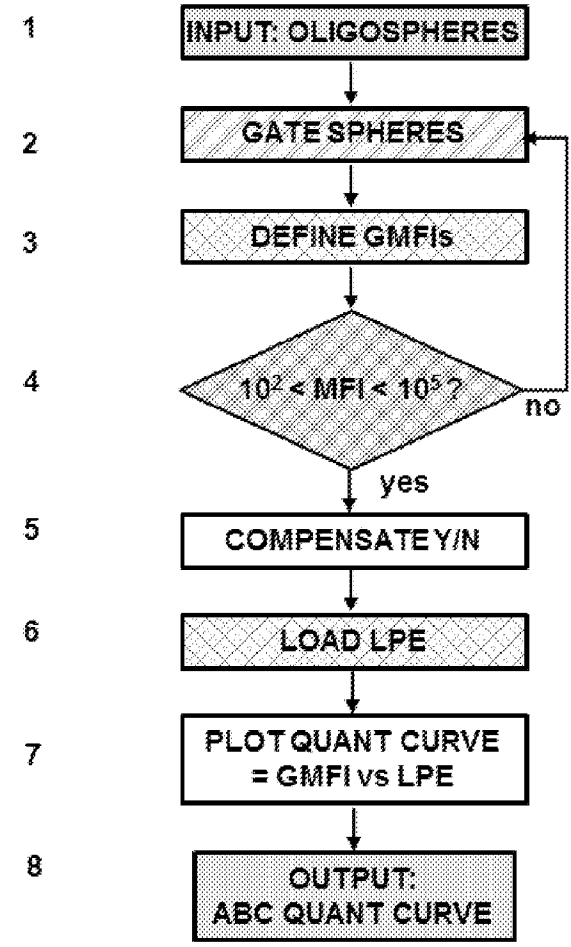 1
INPUT: OLIGOSPHERES
2
GATE SPHERES
3
DEFINE GMFIs
4
10² < MFI < 10⁵ ?
no
yes
5
COMPENSATE Y/N
6
LOAD LPE
7
PLOT QUANT CURVE
= GMFI vs LPE
8
OUTPUT:
ABC QUANT CURVE